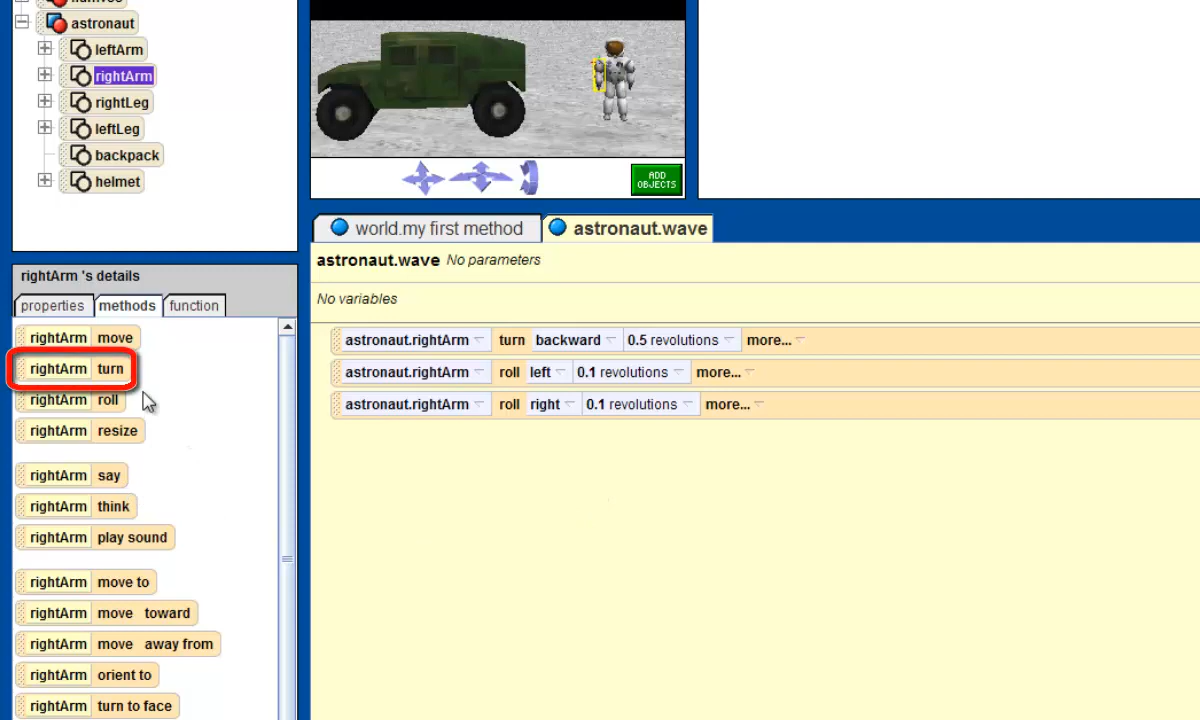 astronaut
leftArm
rightArm
rightLeg
leftLeg
backpack
helmet
ADD
OBJECTS
rightArm 's details
properties methods function
rightArm move
rightArm turn
rightArm roll
rightArm resize
rightArm say
rightArm think
rightArm play sound
rightArm move to
rightArm move toward
rightArm move away from
rightArm orient to
rightArm turn to face
world.my first method astronaut.wave
astronaut.wave No parameters
No variables
astronaut.rightArm turn backward 0.5 revolutions more...
astronaut.rightArm roll left 0.1 revolutions more...
astronaut.rightArm roll right 0.1 revolutions more...